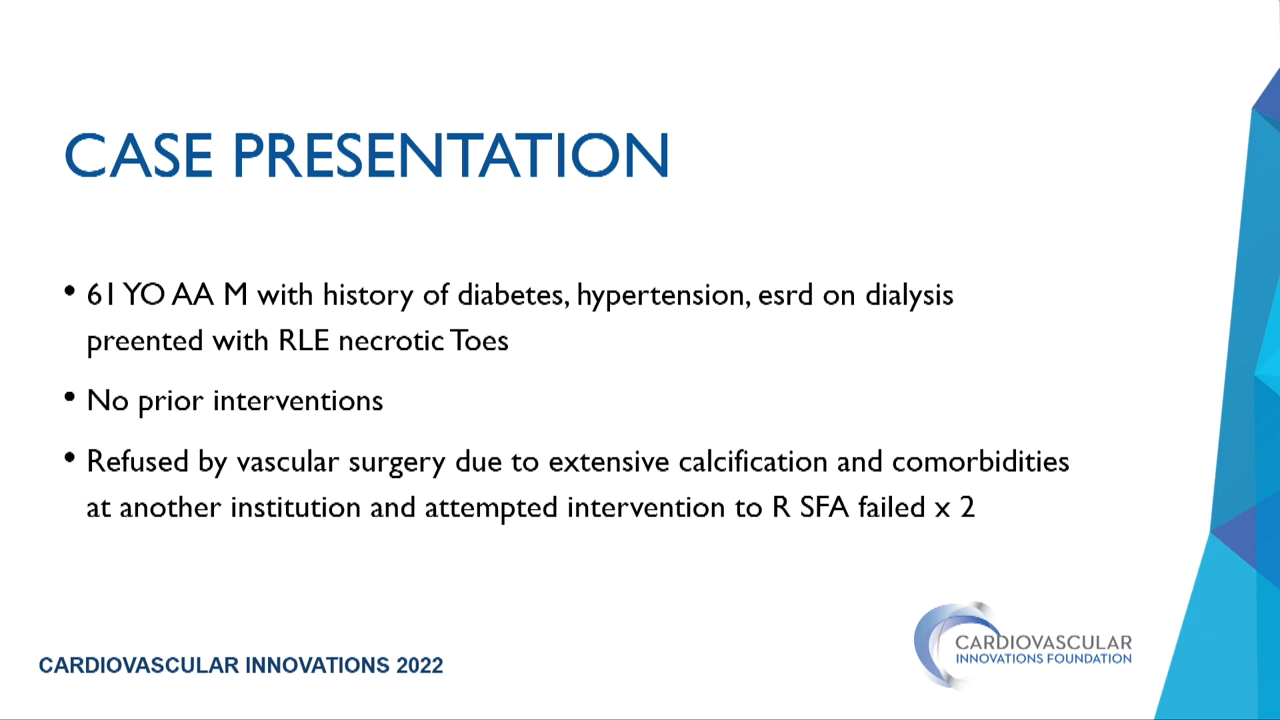 CASE PRESENTATION
• 61 YO AA M with history of diabetes, hypertension, esrd on dialysis
preented with RLE necrotic Toes
• No prior interventions
• Refused by vascular surgery due to extensive calcification and comorbidities
at another institution and attempted intervention to R SFA failed x 2
CARDIOVASCULAR
INNOVATIONS FOUNDATION
CARDIOVASCULAR INNOVATIONS 2022